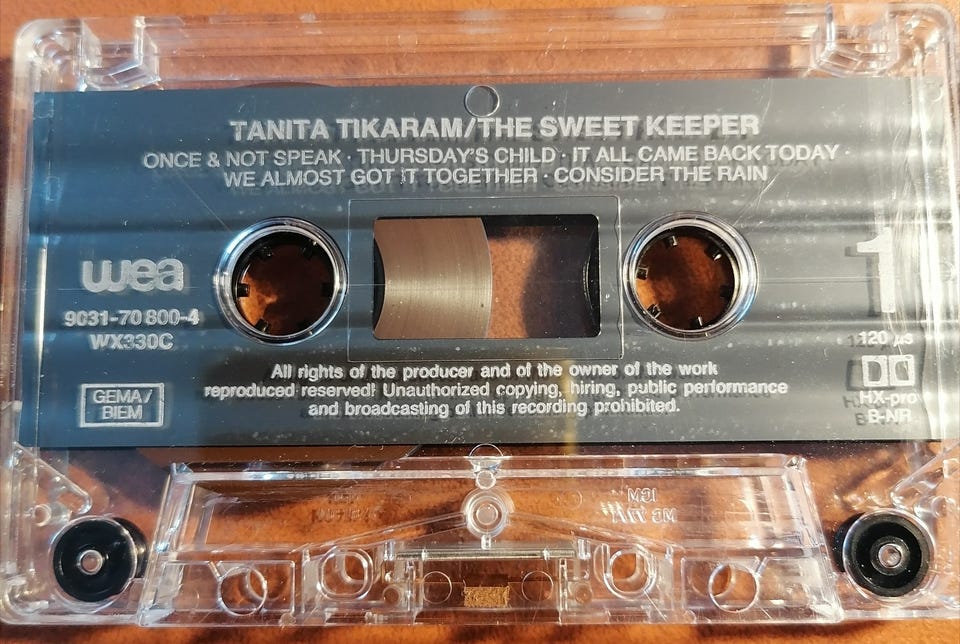 TANITA TIKARAM/THE SWEET KEEPER
ONCE & NOT SPEAK · THURSDAY'S CHILD · IT ALL CAME BACK TODAY ·
WE ALMOST GOT IT TOGETHER · CONSIDER THE RAIN
wea
9031-70 800-4
WX330C
GEMA/
BIEM
1
120 µs
HX-pro
B-NR
All rights of the producer and of the owner of the work
reproduced reserved! Unauthorized copying, hiring, public performance
and broadcasting of this recording prohibited.